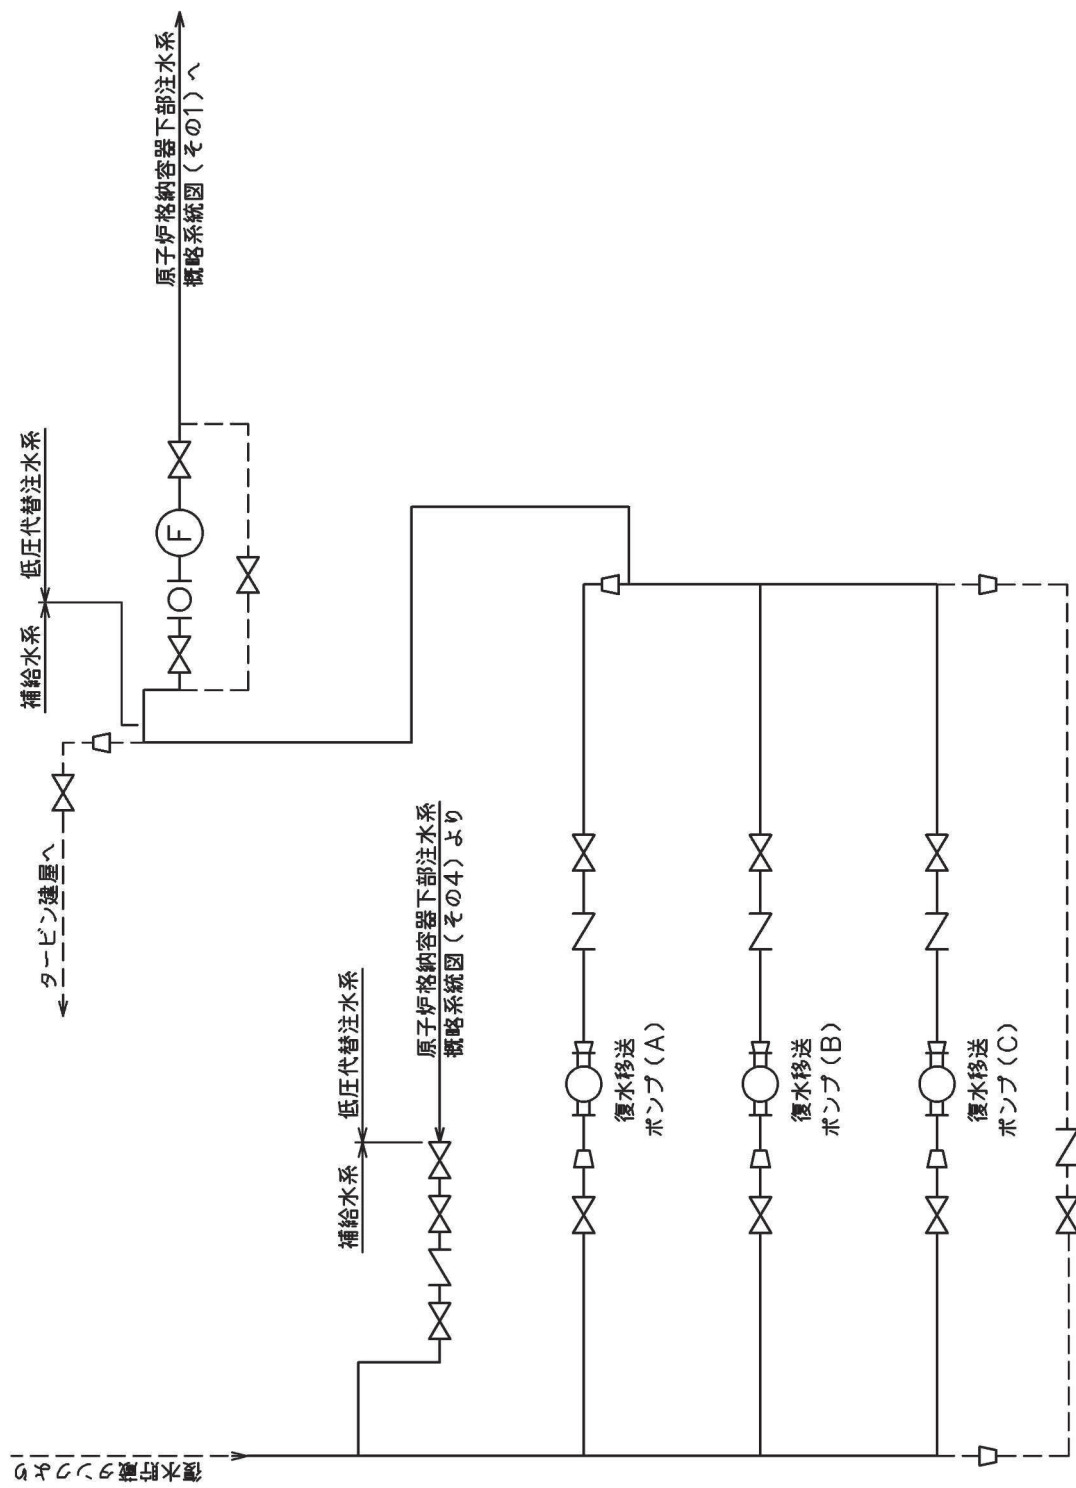 原子炉格納容器下部注水系
概略系統図(その1)へ
低圧代替注水系
補給水系
F
タービン建屋へ
原子炉格納容器下部注水系
概略系統図(その4)より
低圧代替注水系
補給水系
復水移送
ポンプ(A)
復水移送
ポンプ(B)
復水移送
ポンプ(C)
復水貯蔵タンクより